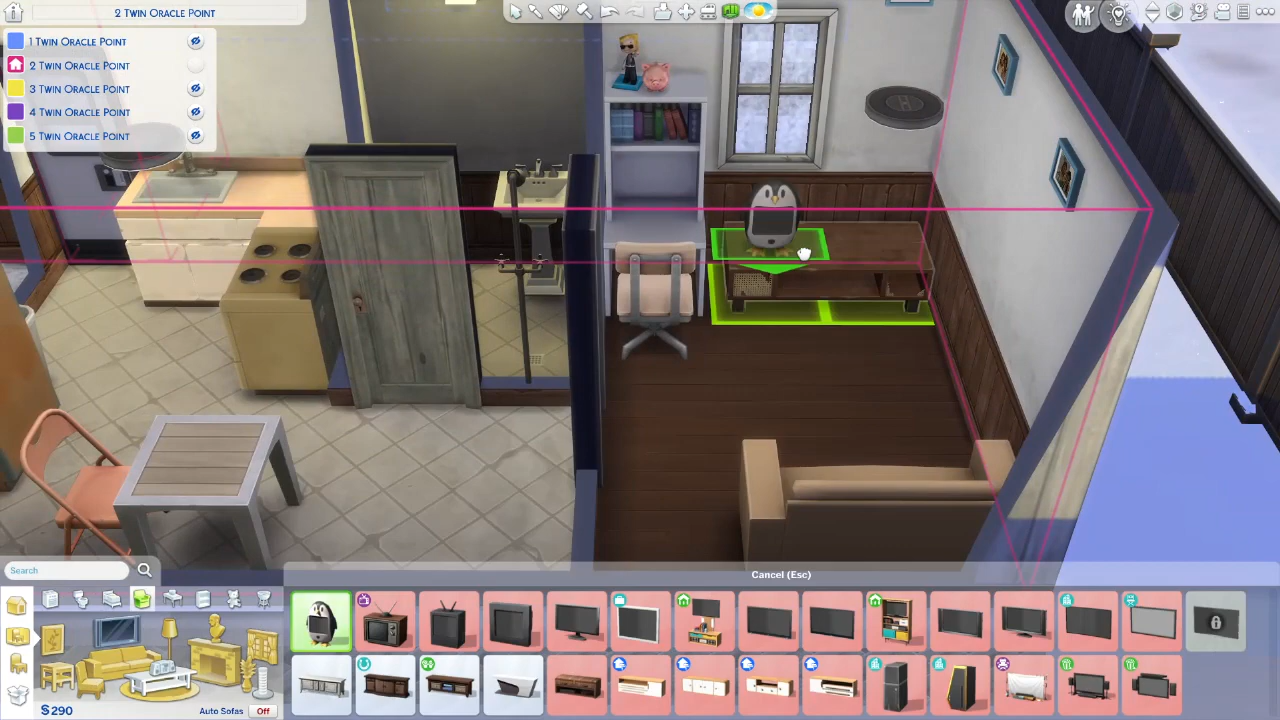 2 Twin Oracle Point
1 Twin Oracle Point
2 Twin Oracle Point
3 Twin Oracle Point
4 Twin Oracle Point
5 Twin Oracle Point
Cancel (Esc)
Search
§290
Auto Sofas Off